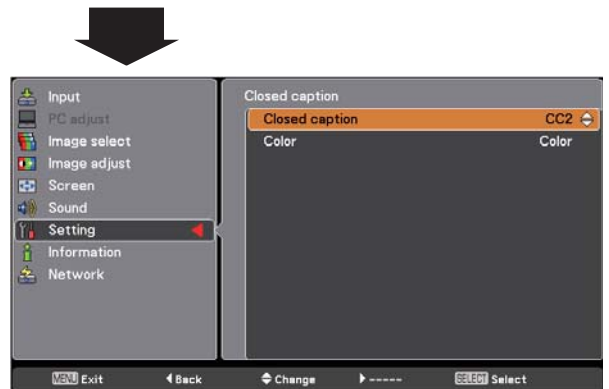 Input
PC adjust
Image select
Image adjust
Screen
Sound
Setting
Information
Network
Closed caption
Closed caption CC2
Color Color
MENU Exit Back Change ----- SELECT Select